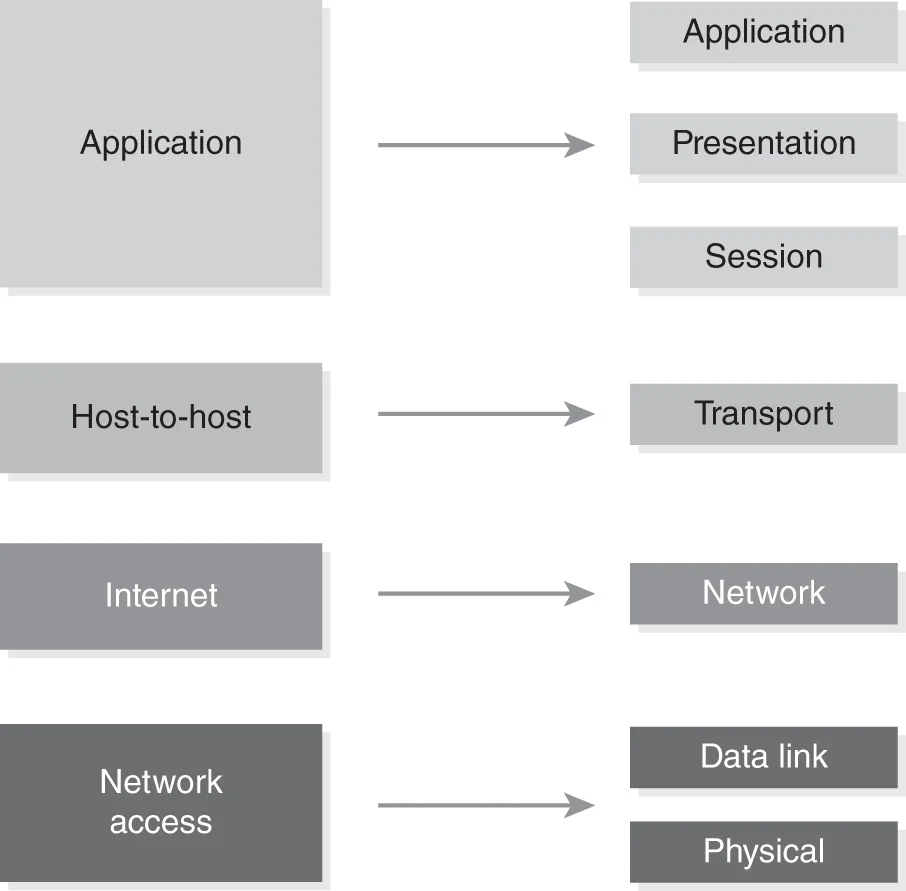 Application
Application
Presentation
Session
Host-to-host
Transport
Internet
Network
Network
access
Data link
Physical